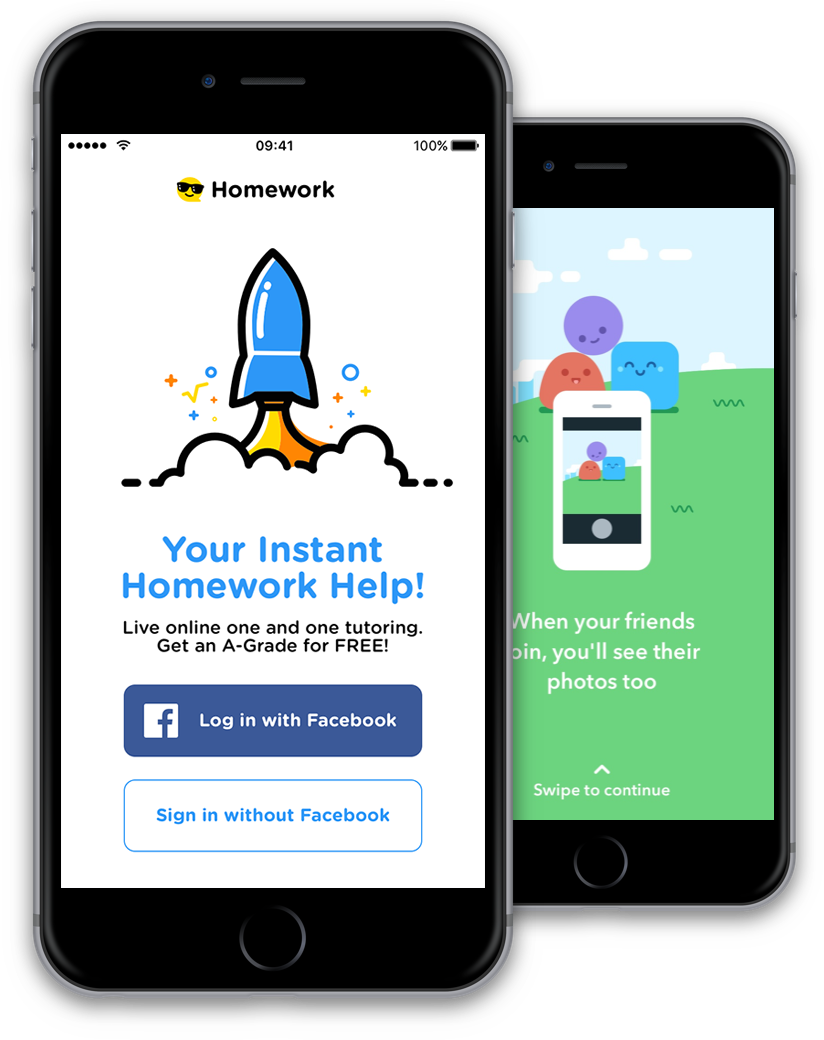 09:41
100%
Homework
Your Instant
Homework Help!
Live online one and one tutoring.
Get an A-Grade for FREE!
Log in with Facebook
Sign in without Facebook
When your friends
join, you'll see their
photos too
Swipe to continue